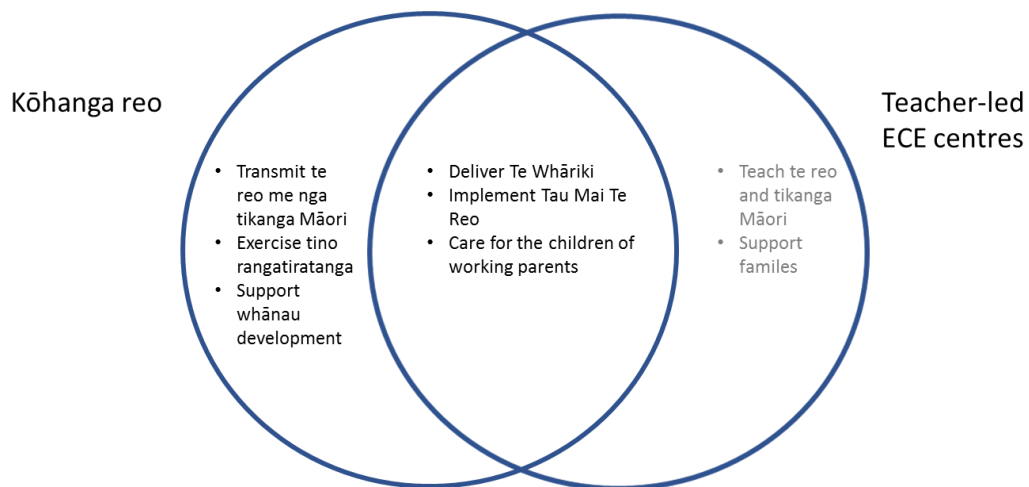 Kōhanga reo
Teacher-led
ECE centres
• Transmit te
reo me nga
tikanga Māori
• Exercise tino
rangatiratanga
• Support
whānau
development
• Deliver Te Whāriki
• Implement Tau Mai Te
Reo
• Care for the children of
working parents
• Teach te reo
and tikanga
Māori
• Support
familes